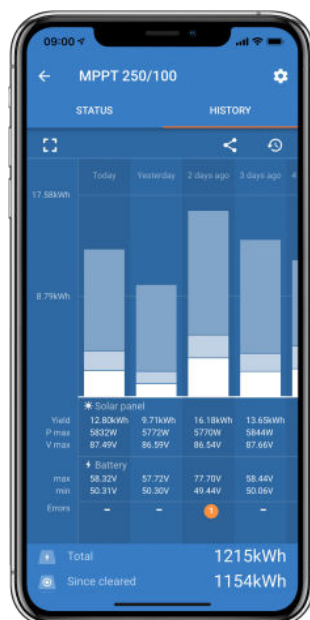 09:00
MPPT 250/100
STATUS HISTORY
Today Yesterday 2 days ago 3 days ago 4
17.58kWh
8.79kWh
Solar panel
Yield 12.80kWh 9.71kWh 16.18kWh 13.65kWh
P max 5832W 5772W 5770W 5844W
V max 87.49V 86.59V 86.54V 87.66V
Battery
max 58.32V 57.72V 77.70V 58.44V
min 50.31V 50.30V 49.44V 50.06V
Errors – – 1 –
Total 1215kWh
Since cleared 1154kWh